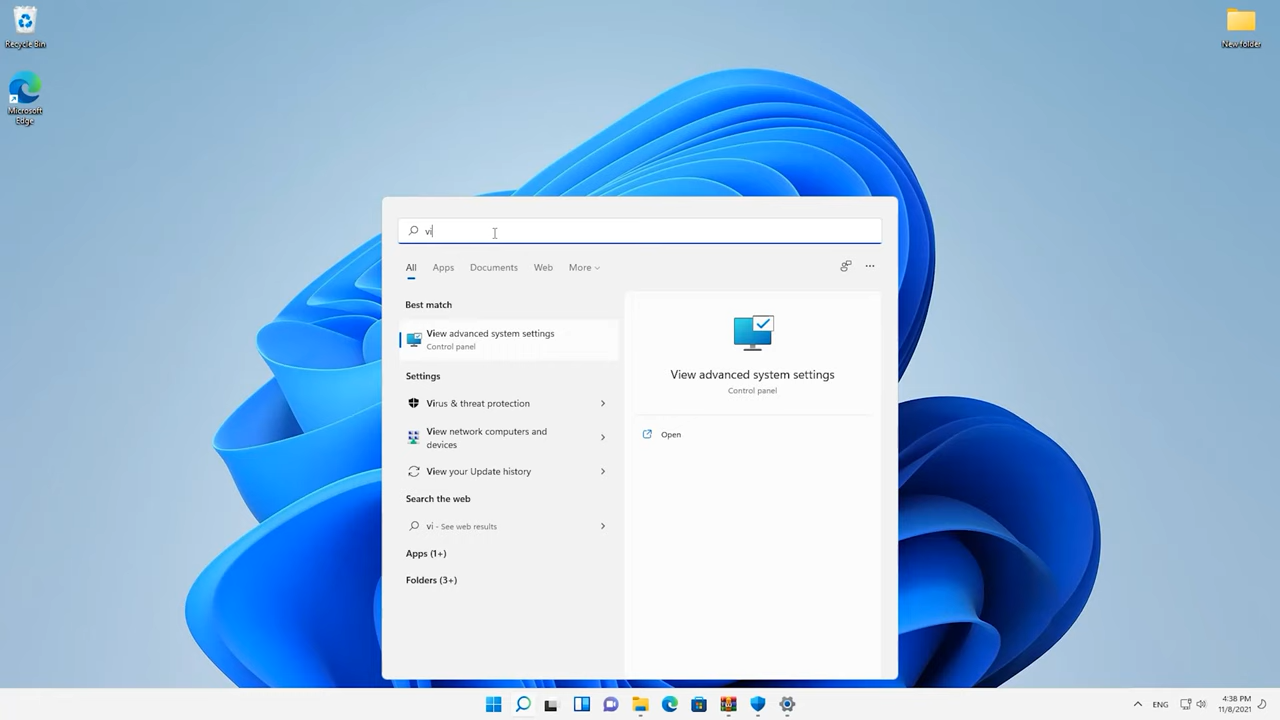 Recycle Bin
New folder
Microsoft
Edge
vi
All Apps Documents Web More
Best match
View advanced system settings
Control panel
Settings
Virus & threat protection
View network computers and
devices
View your Update history
Search the web
vi - See web results
Apps (1+)
Folders (3+)
View advanced system settings
Control panel
Open
ENG
4:38 PM
11/8/2021